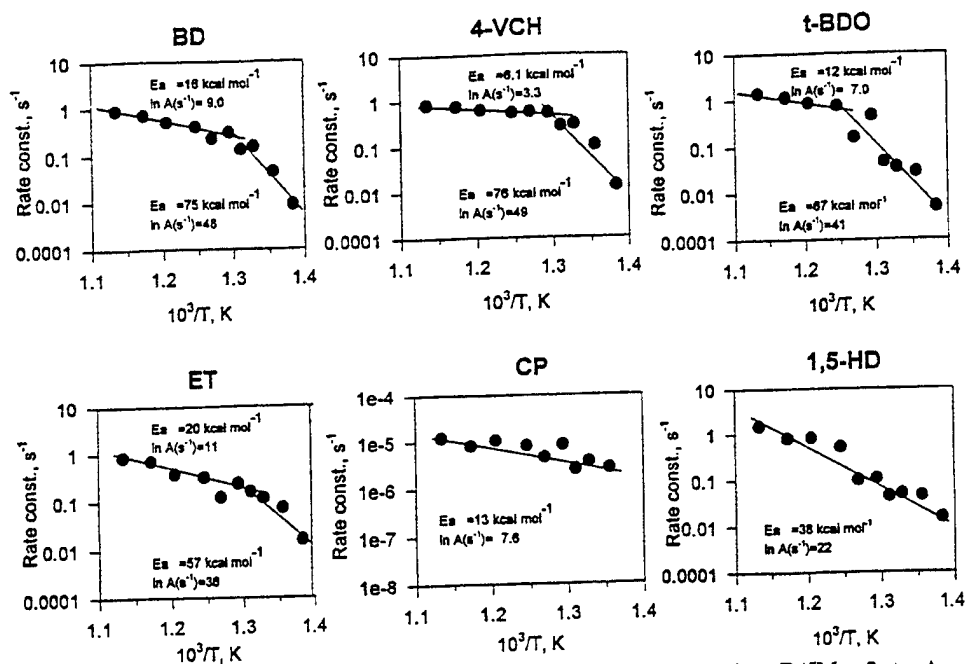 BD
10
1
0.1
0.01
0.0001
Rate const., s⁻¹
Ea =16 kcal mol⁻¹
ln A(s⁻¹)= 9.0
Ea =75 kcal mol⁻¹
ln A(s⁻¹)=48
1.1 1.2 1.3 1.4
10³/T, K
4-VCH
10
1
0.1
0.01
0.0001
Rate const., s⁻¹
Ea =6.1 kcal mol⁻¹
ln A(s⁻¹)=3.3
Ea =76 kcal mol⁻¹
ln A(s⁻¹)=49
1.1 1.2 1.3 1.4
10³/T, K
t-BDO
10
1
0.1
0.01
0.0001
Rate const., s⁻¹
Ea =12 kcal mol⁻¹
ln A(s⁻¹)= 7.0
Ea =67 kcal mol¹
ln A(s⁻¹)=41
1.1 1.2 1.3 1.4
10³/T, K
ET
10
1
0.1
0.01
0.0001
Rate const., s⁻¹
Ea =20 kcal mol⁻¹
ln A(s⁻¹)=11
Ea =57 kcal mol⁻¹
ln A(s⁻¹)=36
1.1 1.2 1.3 1.4
10³/T, K
CP
1e-4
1e-5
1e-6
1e-7
1e-8
Rate const., s⁻¹
Ea =13 kcal mol⁻¹
ln A(s⁻¹)= 7.6
1.1 1.2 1.3 1.4
10³/T, K
1,5-HD
10
1
0.1
0.01
0.0001
Rate const., s⁻¹
Ea =38 kcal mol¹
ln A(s⁻¹)=22
1.1 1.2 1.3 1.4
10³/T, K